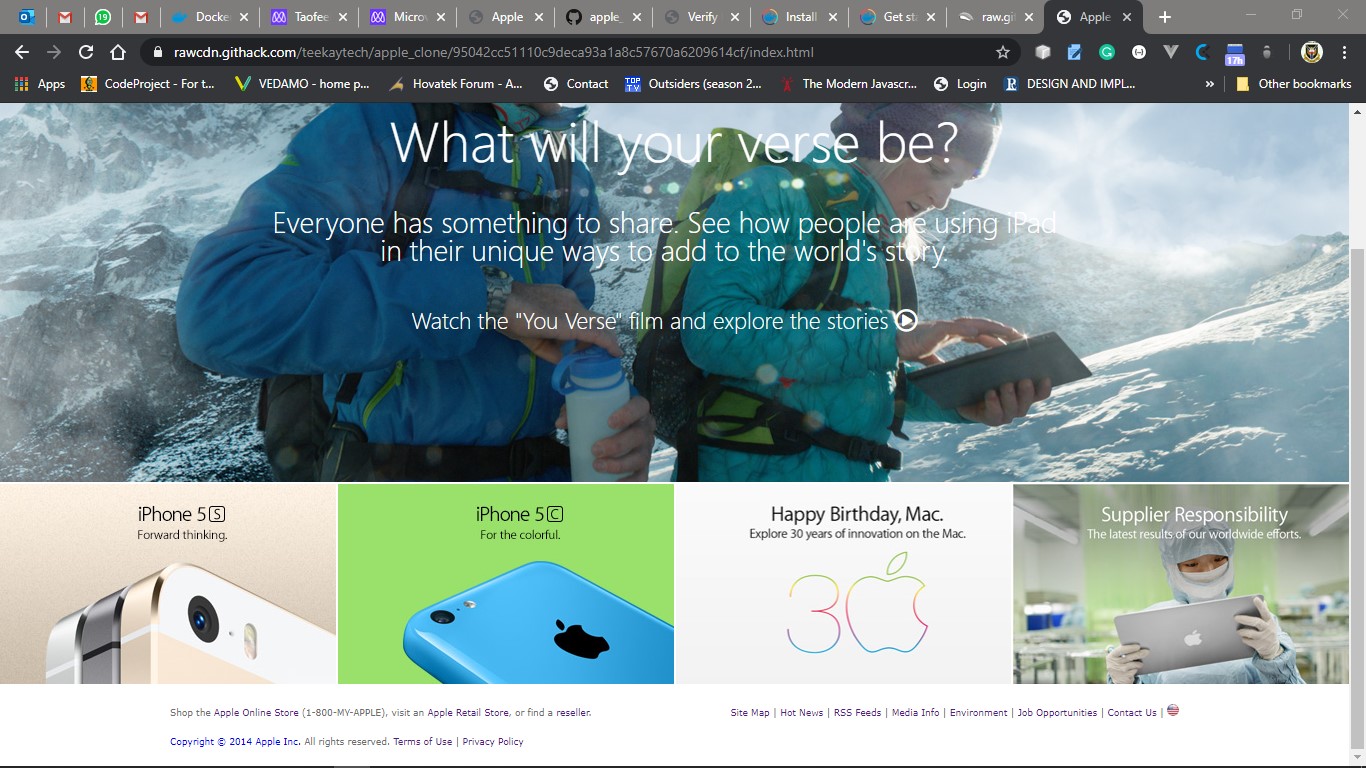 Docke
Taofee
Micro
Apple
apple_
Verify
Install
Get sta
raw.git
Apple
19
rawcdn.githack.com/teekaytech/apple_clone/95042cc51110c9deca93a1a8c57670a6209614cf/index.html
17h
Apps
CodeProject - For t...
VEDAMO - home p...
Hovatek Forum - A...
Contact
Outsiders (season 2...
The Modern Javascr...
Login
DESIGN AND IMPL...
»
Other bookmarks
What will your verse be?
Everyone has something to share. See how people are using iPad
in their unique ways to add to the world's story.
Watch the "You Verse" film and explore the stories
iPhone 5S
Forward thinking.
iPhone 5C
For the colorful.
Happy Birthday, Mac.
Explore 30 years of innovation on the Mac.
30
Supplier Responsibility
The latest results of our worldwide efforts.
Shop the Apple Online Store (1-800-MY-APPLE), visit an Apple Retail Store, or find a reseller.
Site Map | Hot News | RSS Feeds | Media Info | Environment | Job Opportunities | Contact Us |
Copyright © 2014 Apple Inc. All rights reserved. Terms of Use | Privacy Policy